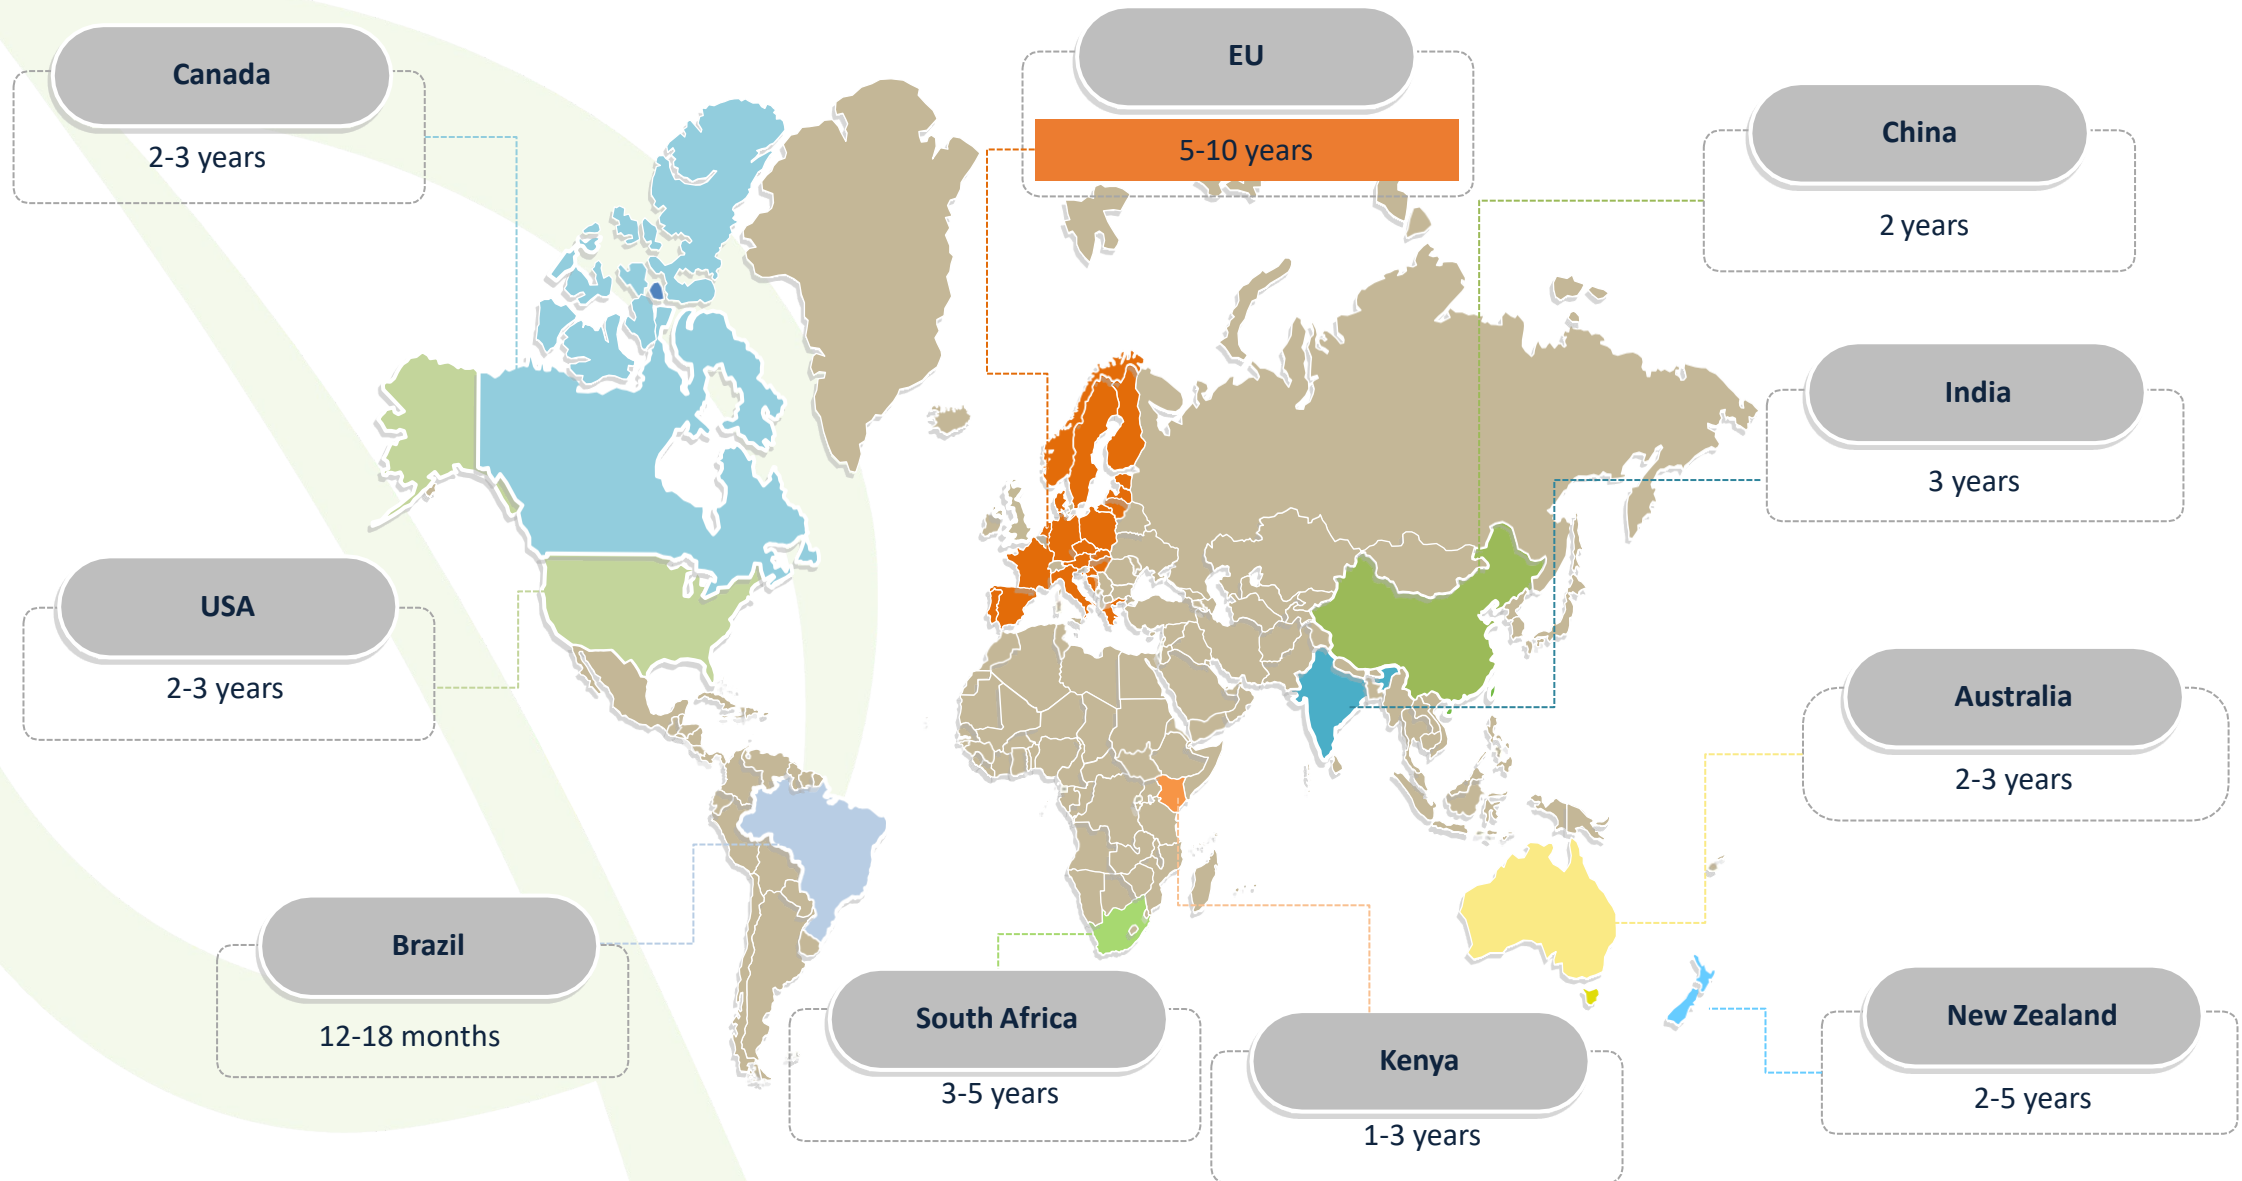 Canada
2-3 years
EU
5-10 years
China
2 years
India
3 years
USA
2-3 years
Australia
2-3 years
Brazil
12-18 months
South Africa
3-5 years
Kenya
1-3 years
New Zealand
2-5 years